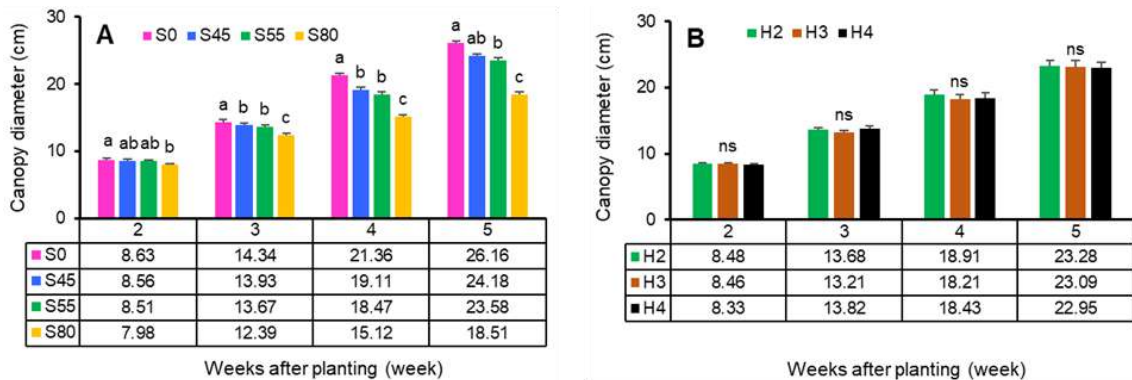 A
S0 S45 S55 S80
Canopy diameter (cm)
30
20
10
0
a ab ab b
a b b c
a b b c
a ab b c
2 3 4 5
S0 8.63 14.34 21.36 26.16
S45 8.56 13.93 19.11 24.18
S55 8.51 13.67 18.47 23.58
S80 7.98 12.39 15.12 18.51
Weeks after planting (week)
B
H2 H3 H4
Canopy diameter (cm)
30
20
10
0
ns
ns
ns
ns
2 3 4 5
H2 8.48 13.68 18.91 23.28
H3 8.46 13.21 18.21 23.09
H4 8.33 13.82 18.43 22.95
Weeks after planting (week)